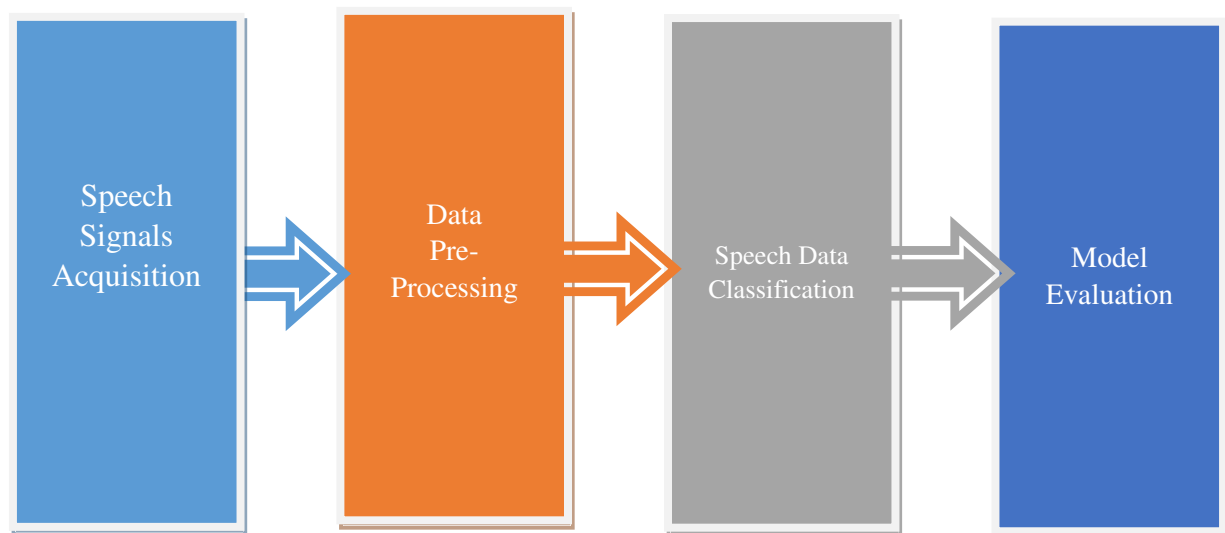 Speech
Signals
Acquisition
Data
Pre-
Processing
Speech Data
Classification
Model
Evaluation